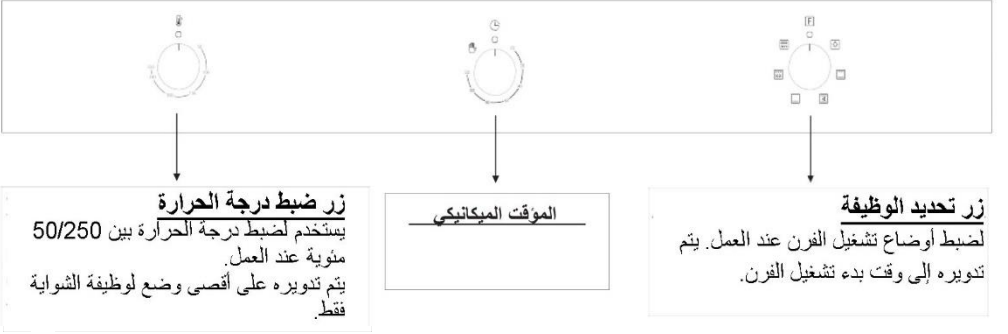 F
زر تحديد الوظيفة
لضبط أوضاع تشغيل الفرن عند العمل. يتم
تدويره إلى وقت بدء تشغيل الفرن.
المؤقت الميكانيكي
زر ضبط درجة الحرارة
يستخدم لضبط درجة الحرارة بين 50/250
مئوية عند العمل.
يتم تدويره على أقصى وضع لوظيفة الشواية
فقط.